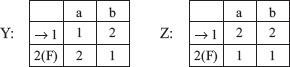 a b a b
Y: →1 1 2 Z: →1 2 2
2(F) 2 1 2(F) 1 1